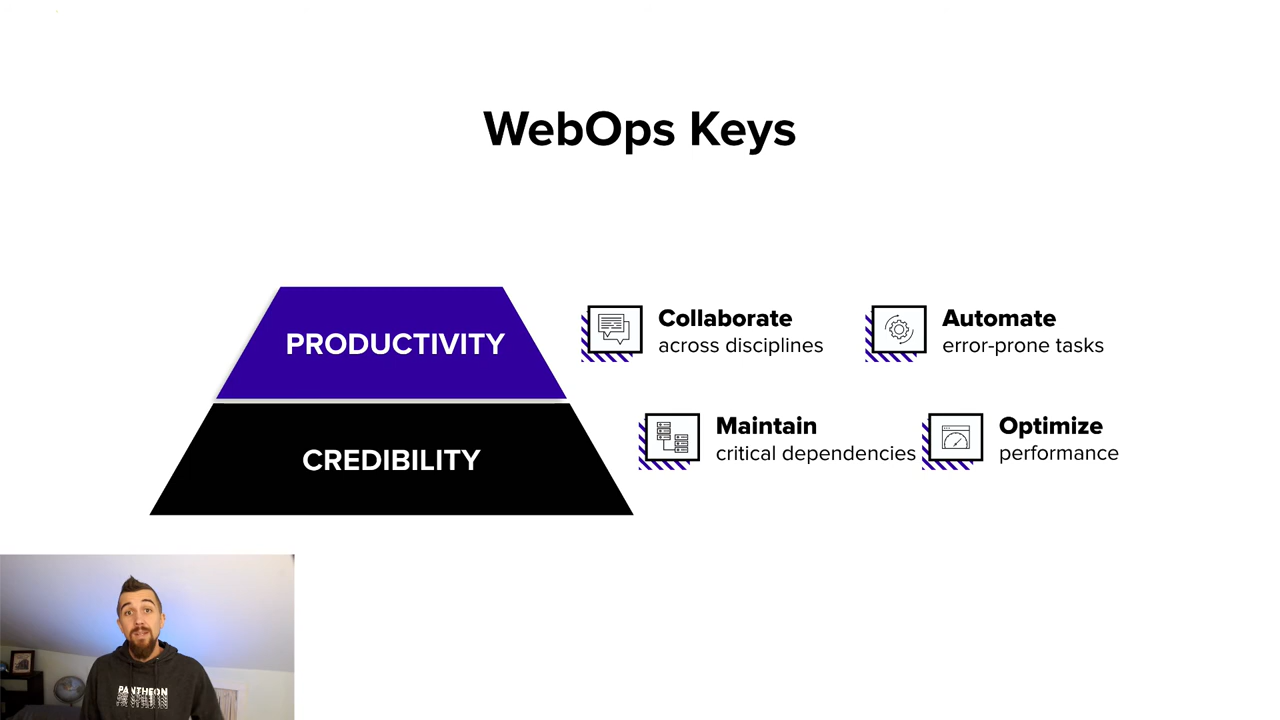 WebOps Keys
PRODUCTIVITY
Collaborate
across disciplines
Automate
error-prone tasks
CREDIBILITY
Maintain
critical dependencies
Optimize
performance
PANTHEON